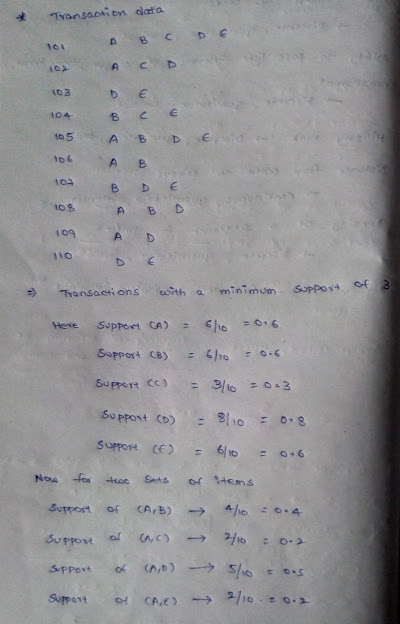 * Transaction data
101 A B C D E
102 A C D
103 D E
104 B C E
105 A B D E
106 A B
107 B D E
108 A B D
109 A D
110 D E
⇒ Transactions with a minimum support of 3
Here Support (A) = 6/10 = 0.6
Support (B) = 6/10 = 0.6
Support (C) = 3/10 = 0.3
Support (D) = 8/10 = 0.8
Support (E) = 6/10 = 0.6
Now for two sets of items
Support of (A,B) → 4/10 = 0.4
Support of (A,C) → 2/10 = 0.2
Support of (A,D) → 5/10 = 0.5
Support of (A,E) → 2/10 = 0.2